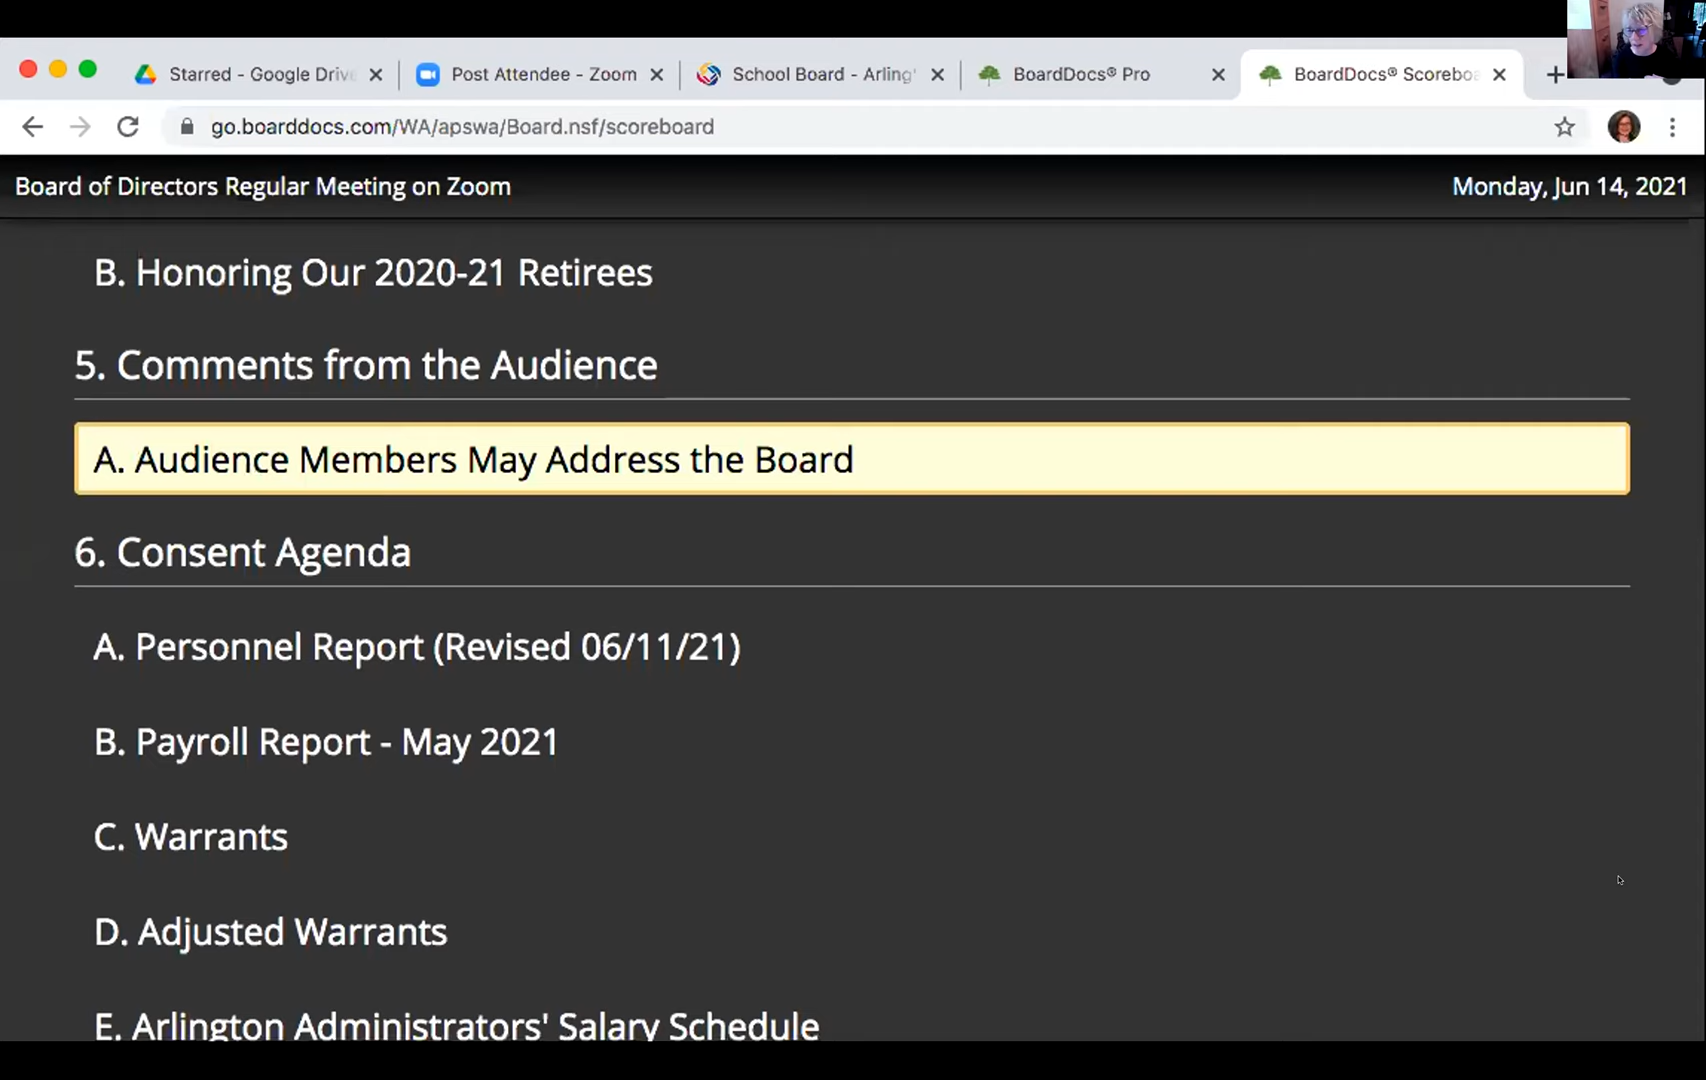 Starred - Google Drive
Post Attendee - Zoom
School Board - Arling
BoardDocs® Pro
BoardDocs® Scoreboa
go.boarddocs.com/WA/apswa/Board.nsf/scoreboard
Board of Directors Regular Meeting on Zoom
Monday, Jun 14, 2021
B. Honoring Our 2020-21 Retirees
5. Comments from the Audience
A. Audience Members May Address the Board
6. Consent Agenda
A. Personnel Report (Revised 06/11/21)
B. Payroll Report - May 2021
C. Warrants
D. Adjusted Warrants
E. Arlington Administrators' Salary Schedule